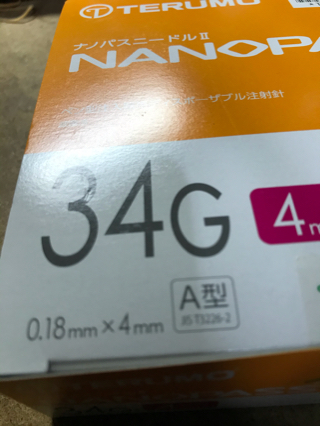 TERUMO
ナノパスニードルⅡ
NANOPA
ポーザブル注射針
34G
4m
A型
JIS T3226-2
0.18mm×4mm
TERUMO